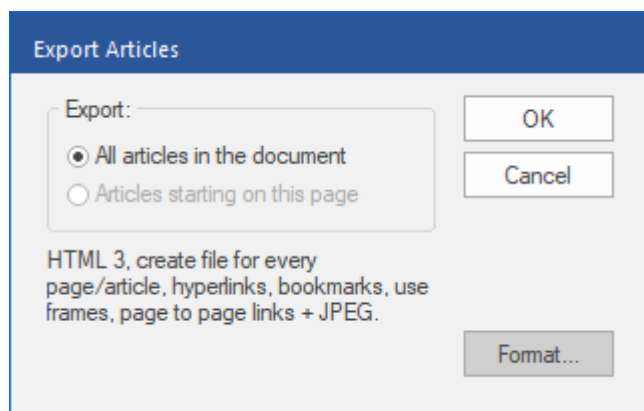 Export Articles
Export:
All articles in the document
Articles starting on this page
OK
Cancel
HTML 3, create file for every
page/article, hyperlinks, bookmarks, use
frames, page to page links + JPEG.
Format...